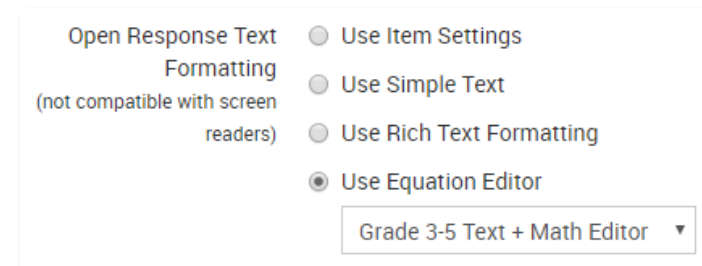 Open Response Text
Formatting
(not compatible with screen
readers)
Use Item Settings
Use Simple Text
Use Rich Text Formatting
Use Equation Editor
Grade 3-5 Text + Math Editor